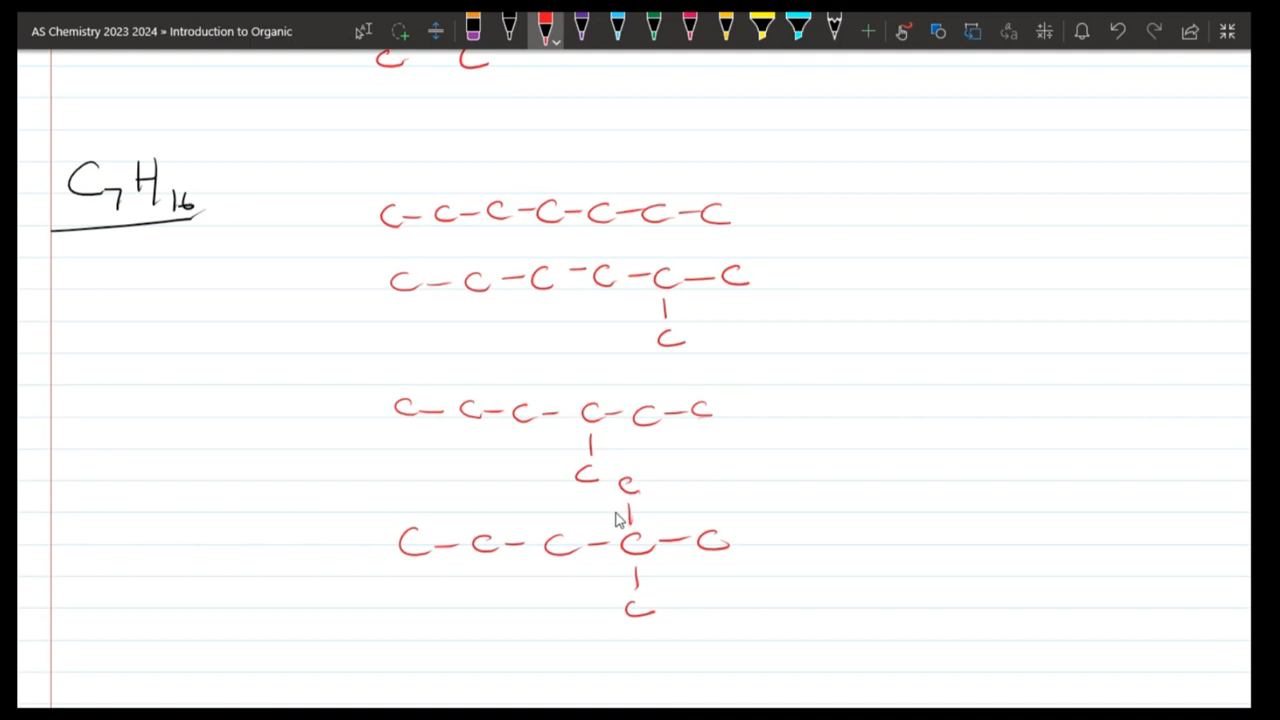 AS Chemistry 2023 2024 » Introduction to Organic
C C
C₇H₁₆
C-C-C-C-C-C-C
C-C-C-C-C-C
|
C
C-C-C-C-C-C
|
C
C
|
C-C-C-C-C
|
C